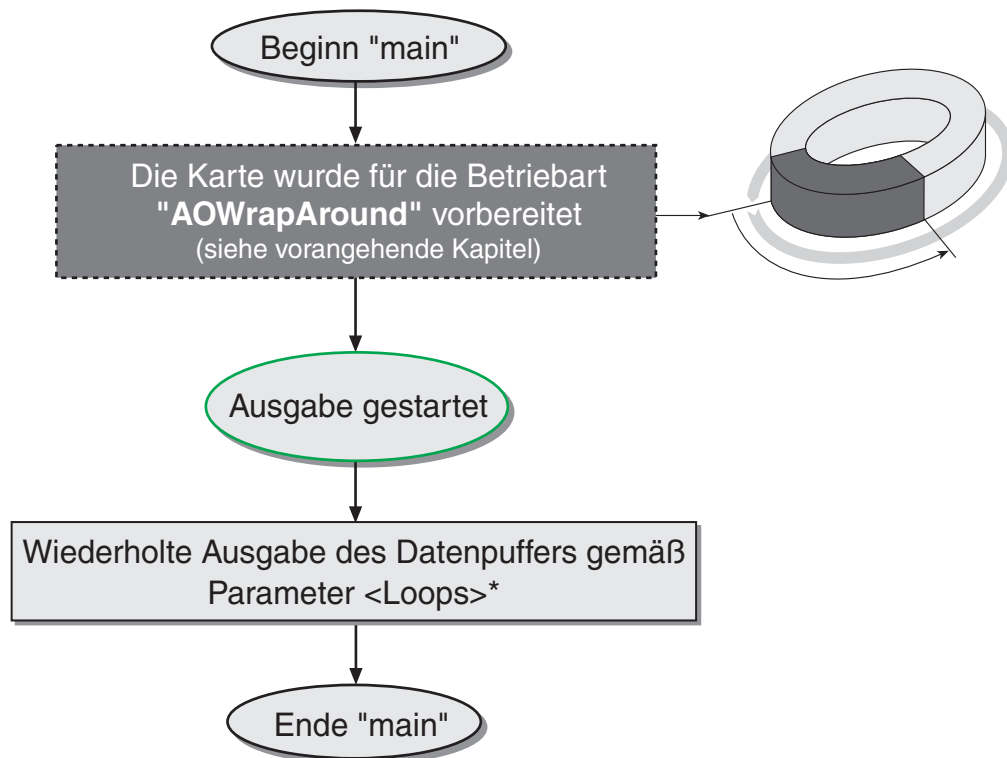 Beginn "main"
Die Karte wurde für die Betriebart
"AOWrapAround" vorbereitet
(siehe vorangehende Kapitel)
Ausgabe gestartet
Wiederholte Ausgabe des Datenpuffers gemäß
Parameter <Loops>*
Ende "main"